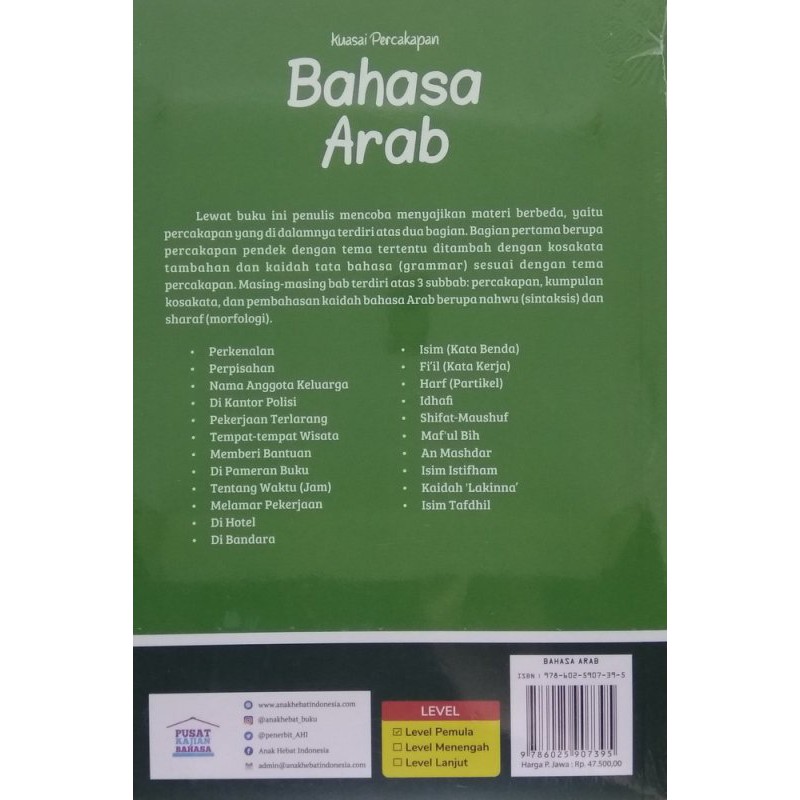 Kuasai Percakapan
Bahasa
Arab
Lewat buku ini penulis mencoba menyajikan materi berbeda, yaitu
percakapan yang di dalamnya terdiri atas dua bagian. Bagian pertama berupa
percakapan pendek dengan tema tertentu ditambah dengan kosakata
tambahan dan kaidah tata bahasa (grammar) sesuai dengan tema
percakapan. Masing-masing bab terdiri atas 3 subbab: percakapan, kumpulan
kosakata, dan pembahasan kaidah bahasa Arab berupa nahwu (sintaksis) dan
sharaf (morfologi).
• Perkenalan
• Perpisahan
• Nama Anggota Keluarga
• Di Kantor Polisi
• Pekerjaan Terlarang
• Tempat-tempat Wisata
• Memberi Bantuan
• Di Pameran Buku
• Tentang Waktu (Jam)
• Melamar Pekerjaan
• Di Hotel
• Di Bandara
• Isim (Kata Benda)
• Fi'il (Kata Kerja)
• Harf (Partikel)
• Idhafi
• Shifat-Maushuf
• Maf'ul Bih
• An Mashdar
• Isim Istifham
• Kaidah 'Lakinna'
• Isim Tafdhil
PUSAT
KAJIAN
BAHASA
www.anakhebatindonesia.com
@anakhebat_buku
@penerbit_AHI
Anak Hebat Indonesia
admin@anakhebatindonesia.com
LEVEL
☑ Level Pemula
☐ Level Menengah
☐ Level Lanjut
BAHASA ARAB
ISBN : 978-602-5907-39-5
9 786025 907395
Harga P. Jawa : Rp. 47.500,00